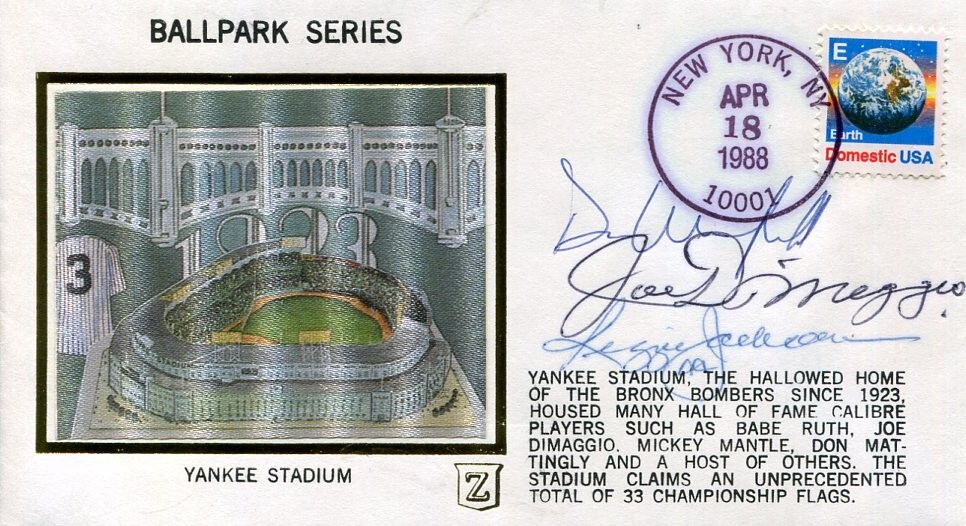 BALLPARK SERIES
NEW YORK, NY
APR
18
1988
10001
E
Earth
Domestic USA
1923
3
Joe DiMaggio
Reggie Jackson
YANKEE STADIUM, THE HALLOWED HOME
OF THE BRONX BOMBERS SINCE 1923,
HOUSED MANY HALL OF FAME CALIBRE
PLAYERS SUCH AS BABE RUTH, JOE
DIMAGGIO, MICKEY MANTLE, DON MAT-
TINGLY AND A HOST OF OTHERS. THE
STADIUM CLAIMS AN UNPRECEDENTED
TOTAL OF 33 CHAMPIONSHIP FLAGS.
YANKEE STADIUM
Z